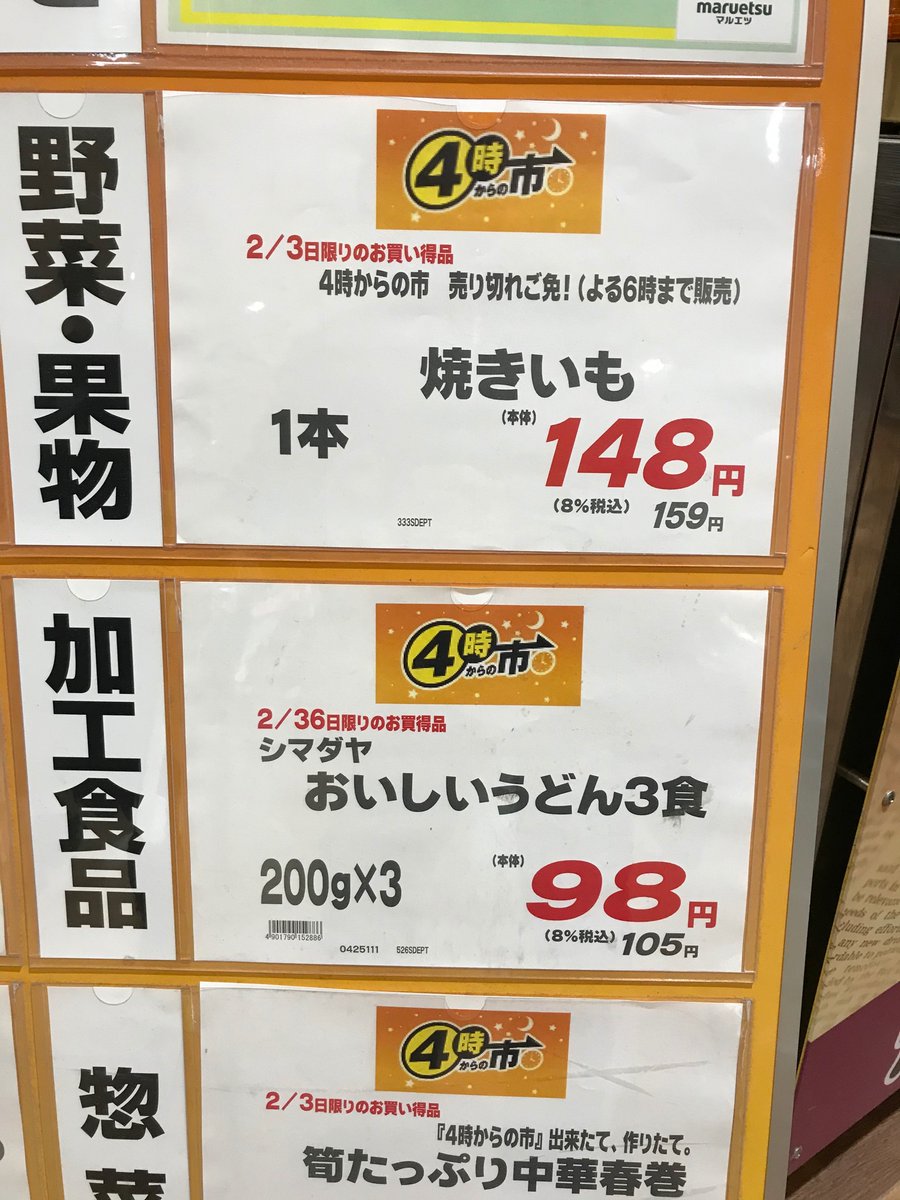 maruetsu
マルエツ
野菜・果物
4時からの市
2/3日限りのお買い得品
4時からの市 売り切れご免!(よる6時まで販売)
焼きいも
1本
(本体)
148円
(8%税込) 159円
333SDEPT
加工食品
4時からの市
2/36日限りのお買得品
シマダヤ
おいしいうどん3食
200g×3
(本体)
98円
(8%税込) 105円
4901790152886
0425111 526SDEPT
惣菜
4時からの市
2/3日限りのお買い得品
『4時からの市』出来たて、作りたて。
筍たっぷり中華春巻